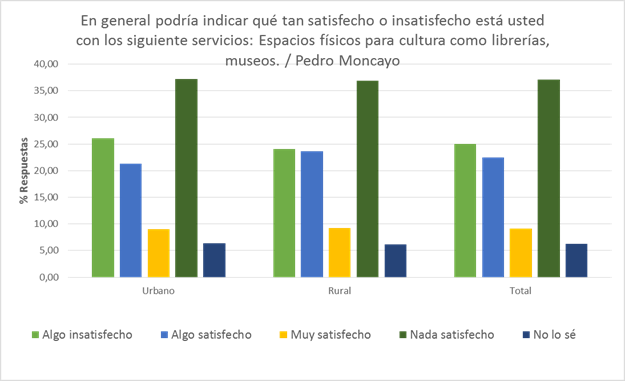 En general podría indicar qué tan satisfecho o insatisfecho está usted
con los siguiente servicios: Espacios físicos para cultura como librerías,
museos. / Pedro Moncayo
40,00
35,00
30,00
25,00
20,00
15,00
10,00
5,00
0,00
% Respuestas
Urbano Rural Total
Algo insatisfecho Algo satisfecho Muy satisfecho Nada satisfecho No lo sé